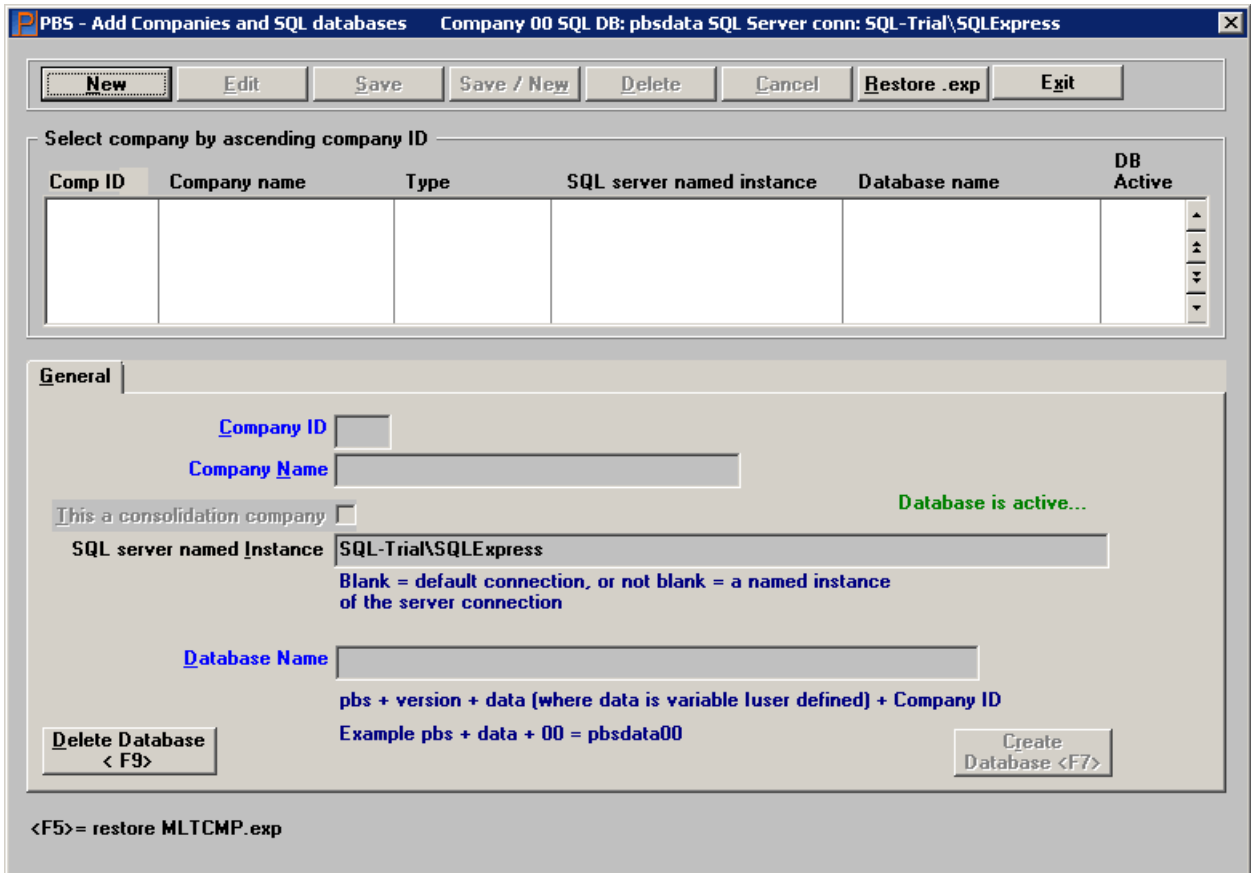 PBS - Add Companies and SQL databases Company 00 SQL DB: pbsdata SQL Server conn: SQL-Trial\SQLExpress
New Edit Save Save / New Delete Cancel Restore .exp Exit
Select company by ascending company ID
Comp ID Company name Type SQL server named instance Database name DB Active
General
Company ID
Company Name
Database is active...
This a consolidation company
SQL server named Instance SQL-Trial\SQLExpress
Blank = default connection, or not blank = a named instance
of the server connection
Database Name
pbs + version + data (where data is variable Iuser defined) + Company ID
Example pbs + data + 00 = pbsdata00
Delete Database
< F9>
Create
Database <F7>
<F5>= restore MLTCMP.exp